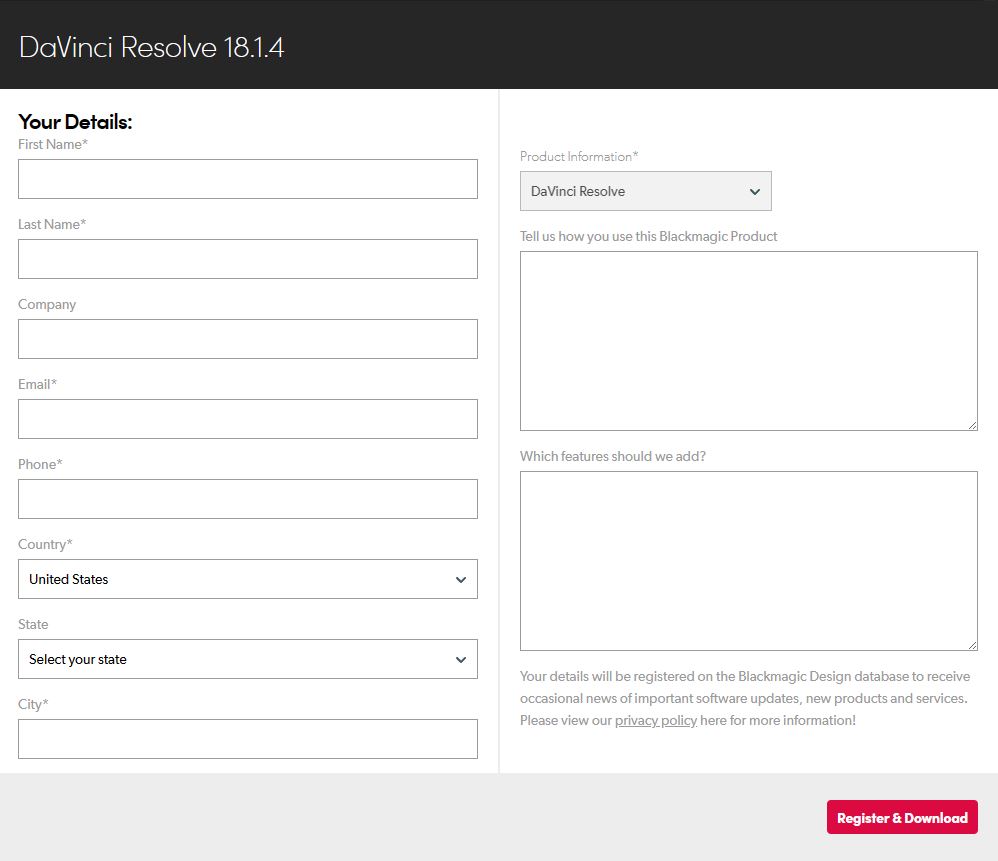 DaVinci Resolve 18.1.4
Your Details:
First Name*
Last Name*
Company
Email*
Phone*
Country*
United States
State
Select your state
City*
Product Information*
DaVinci Resolve
Tell us how you use this Blackmagic Product
Which features should we add?
Your details will be registered on the Blackmagic Design database to receive
occasional news of important software updates, new products and services.
Please view our privacy policy here for more information!
Register & Download